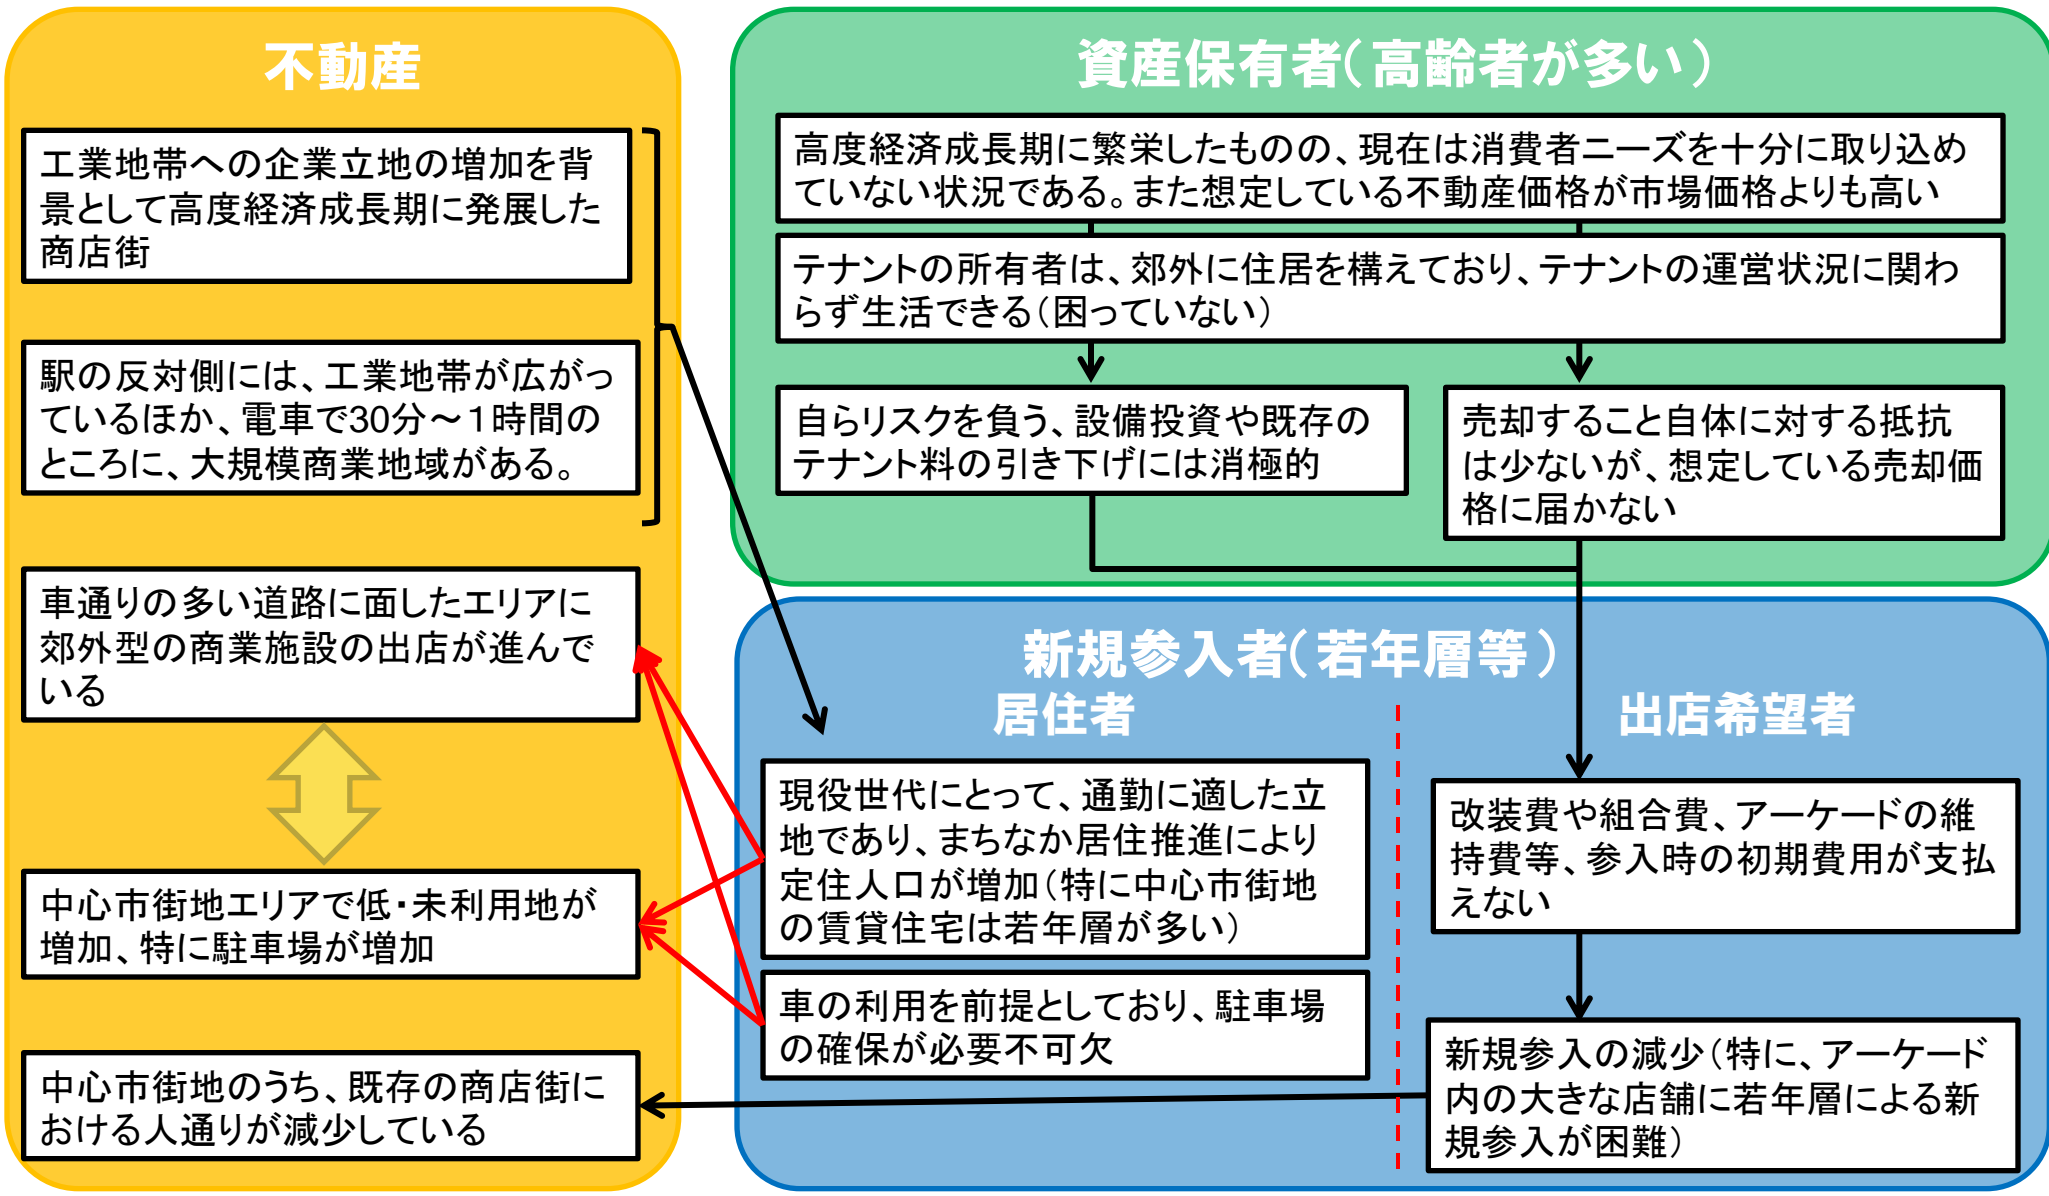 不動産
工業地帯への企業立地の増加を背
景として高度経済成長期に発展した
商店街
駅の反対側には、工業地帯が広がっ
ているほか、電車で30分～１時間の
ところに、大規模商業地域がある。
車通りの多い道路に面したエリアに
郊外型の商業施設の出店が進んで
いる
中心市街地エリアで低・未利用地が
増加、特に駐車場が増加
中心市街地のうち、既存の商店街に
おける人通りが減少している
資産保有者（高齢者が多い）
高度経済成長期に繁栄したものの、現在は消費者ニーズを十分に取り込め
ていない状況である。また想定している不動産価格が市場価格よりも高い
テナントの所有者は、郊外に住居を構えており、テナントの運営状況に関わ
らず生活できる（困っていない）
自らリスクを負う、設備投資や既存の
テナント料の引き下げには消極的
売却すること自体に対する抵抗
は少ないが、想定している売却価
格に届かない
新規参入者（若年層等）
居住者
現役世代にとって、通勤に適した立
地であり、まちなか居住推進により
定住人口が増加（特に中心市街地
の賃貸住宅は若年層が多い）
車の利用を前提としており、駐車場
の確保が必要不可欠
出店希望者
改装費や組合費、アーケードの維
持費等、参入時の初期費用が支払
えない
新規参入の減少（特に、アーケード
内の大きな店舗に若年層による新
規参入が困難）